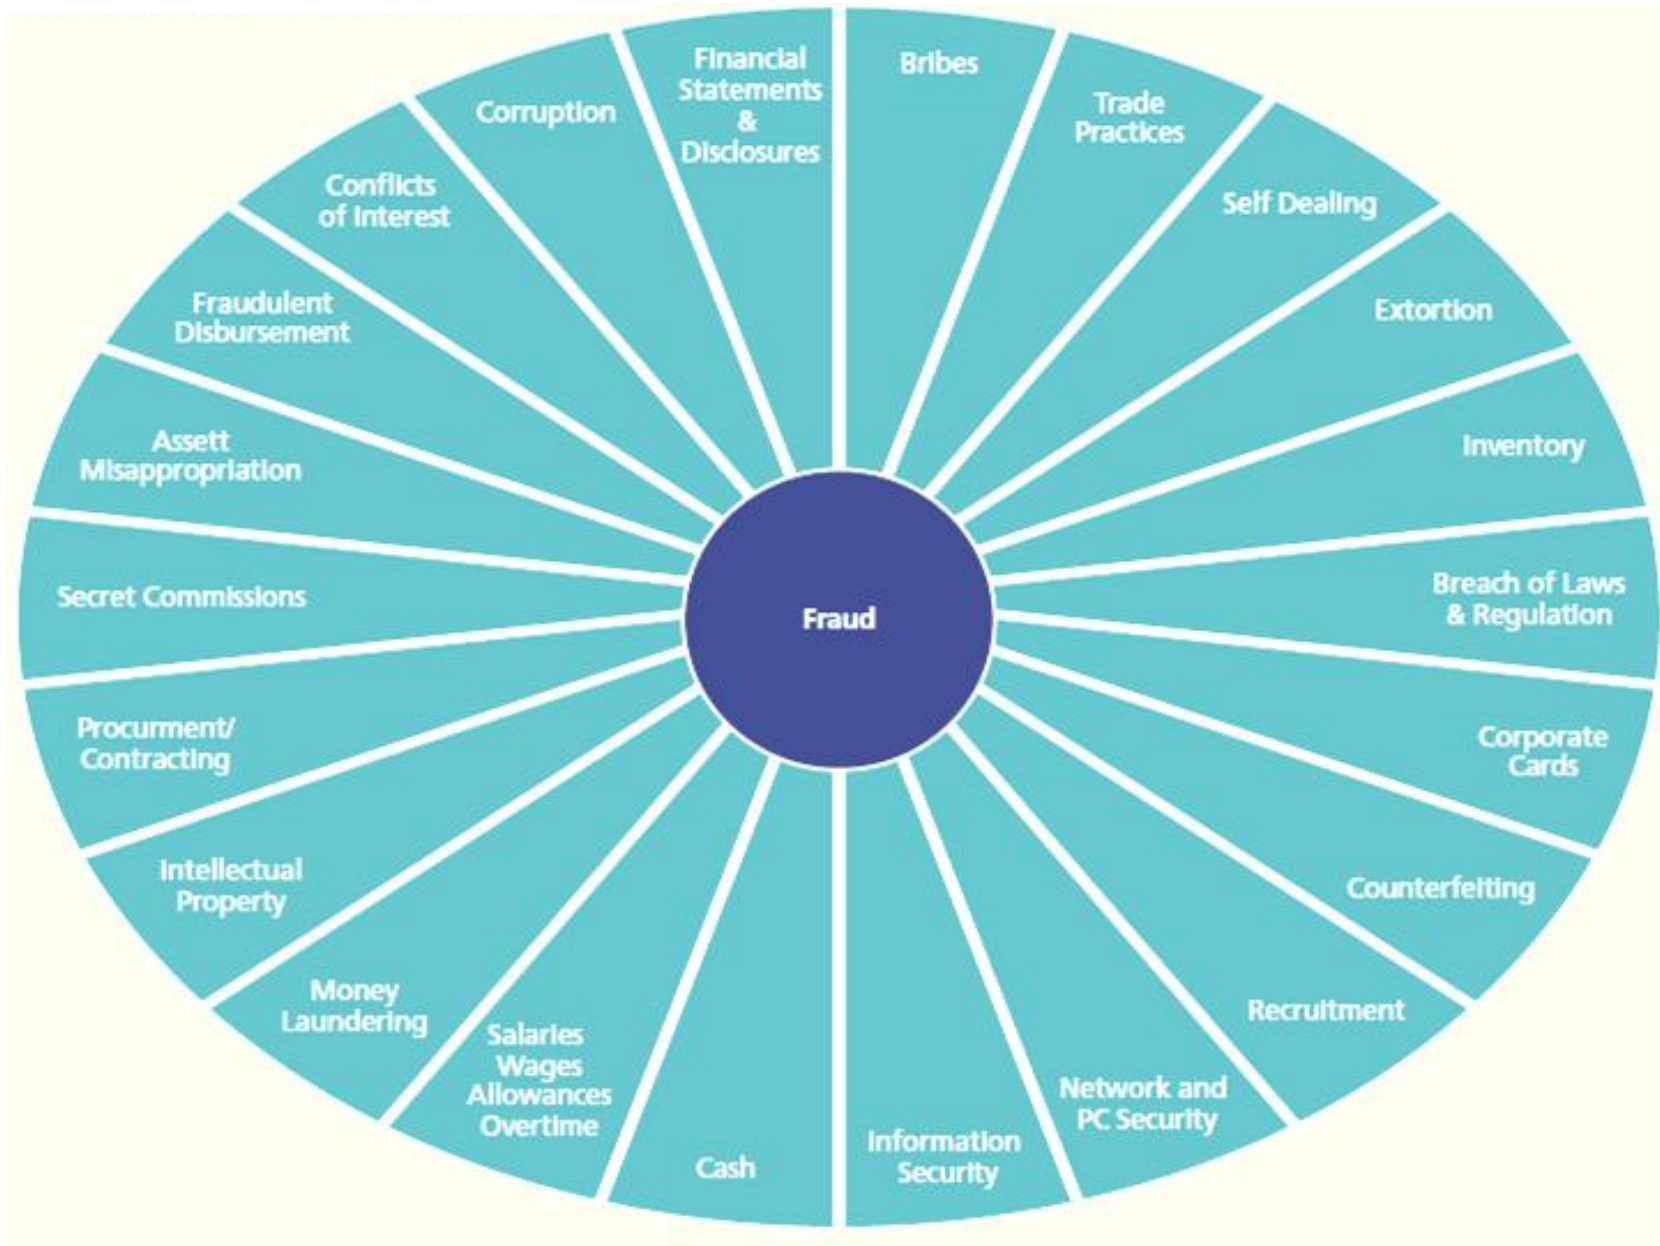 Financial
Statements
&
Disclosures
Bribes
Trade
Practices
Self Dealing
Extortion
Inventory
Breach of Laws
& Regulation
Corporate
Cards
Counterfeiting
Recruitment
Network and
PC Security
Information
Security
Cash
Salaries
Wages
Allowances
Overtime
Money
Laundering
Intellectual
Property
Procurment/
Contracting
Secret Commissions
Assett
Misappropriation
Fraudulent
Disbursement
Conflicts
of Interest
Corruption
Fraud